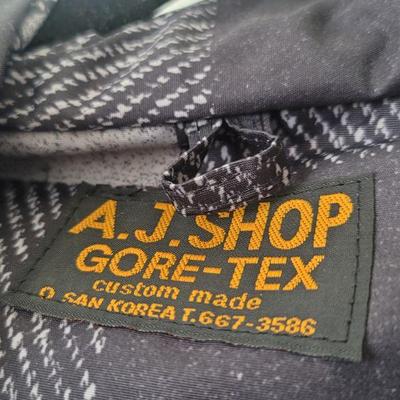 A.J.SHOP
GORE-TEX
custom made
O. SAN KOREA T.667-3586